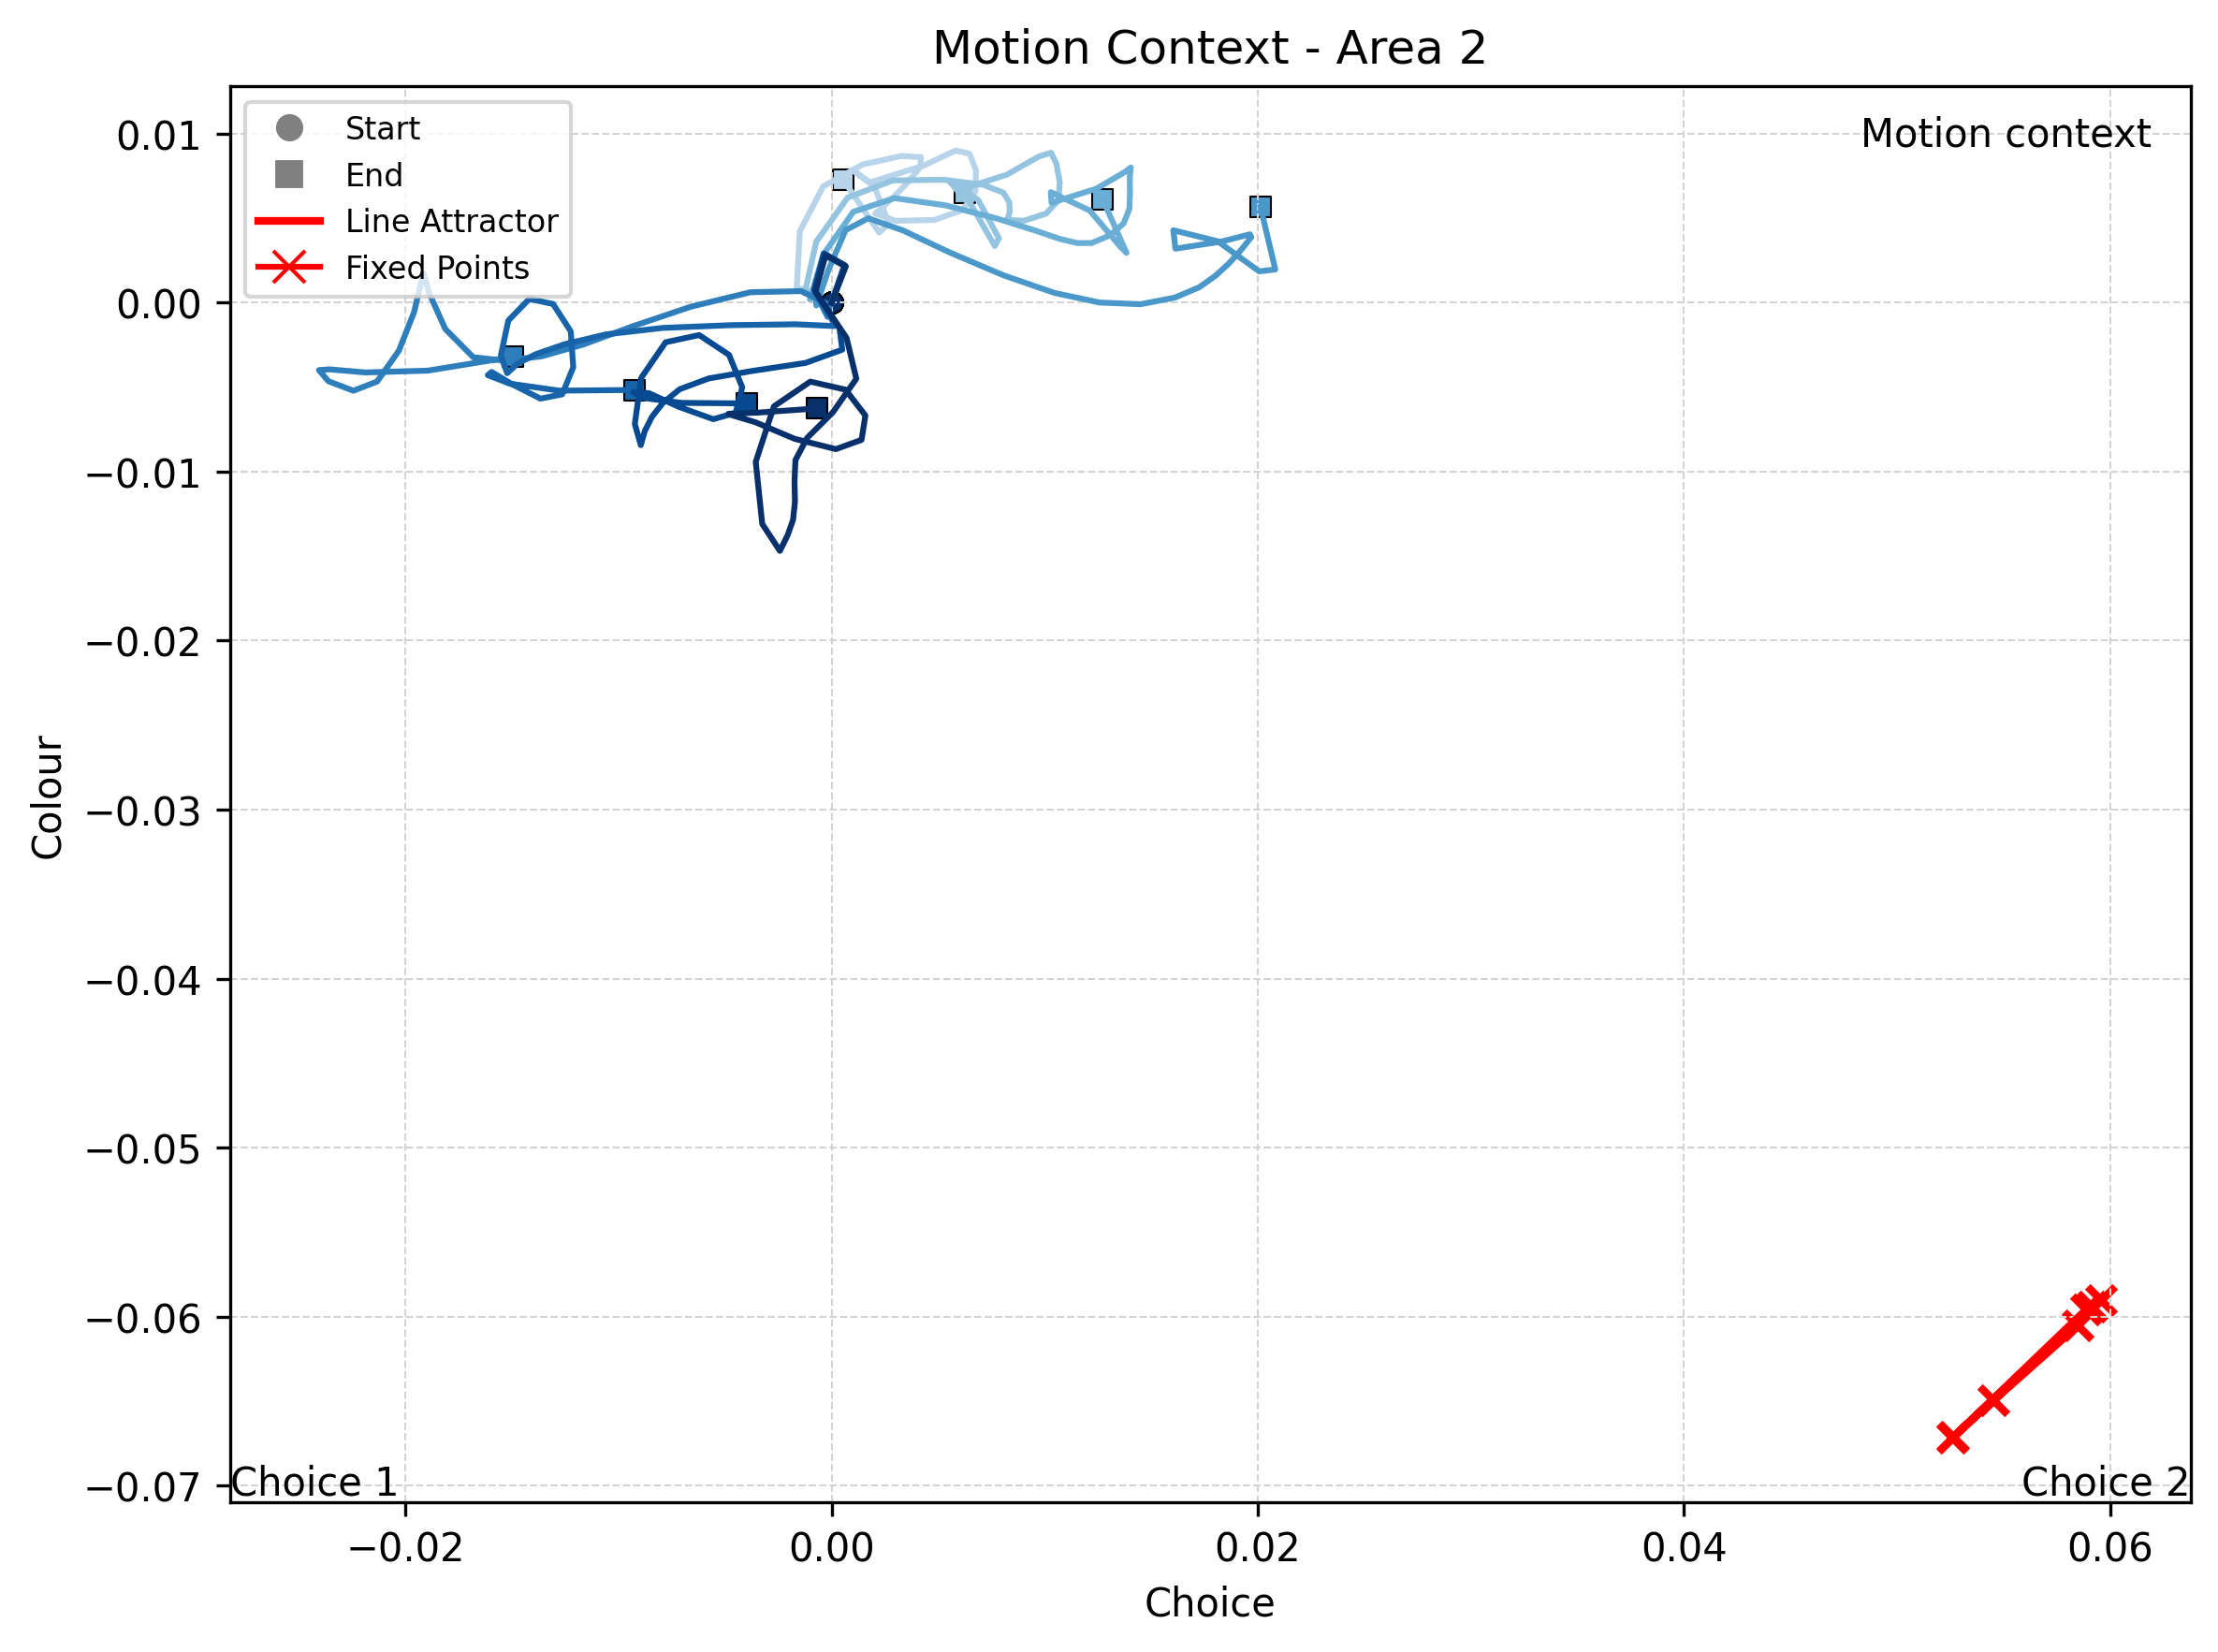 Motion Context - Area 2
Start
End
Line Attractor
Fixed Points
Motion context
0.01
0.00
−0.01
−0.02
−0.03
−0.04
−0.05
−0.06
−0.07
Colour
Choice 1
Choice 2
−0.02
0.00
0.02
0.04
0.06
Choice